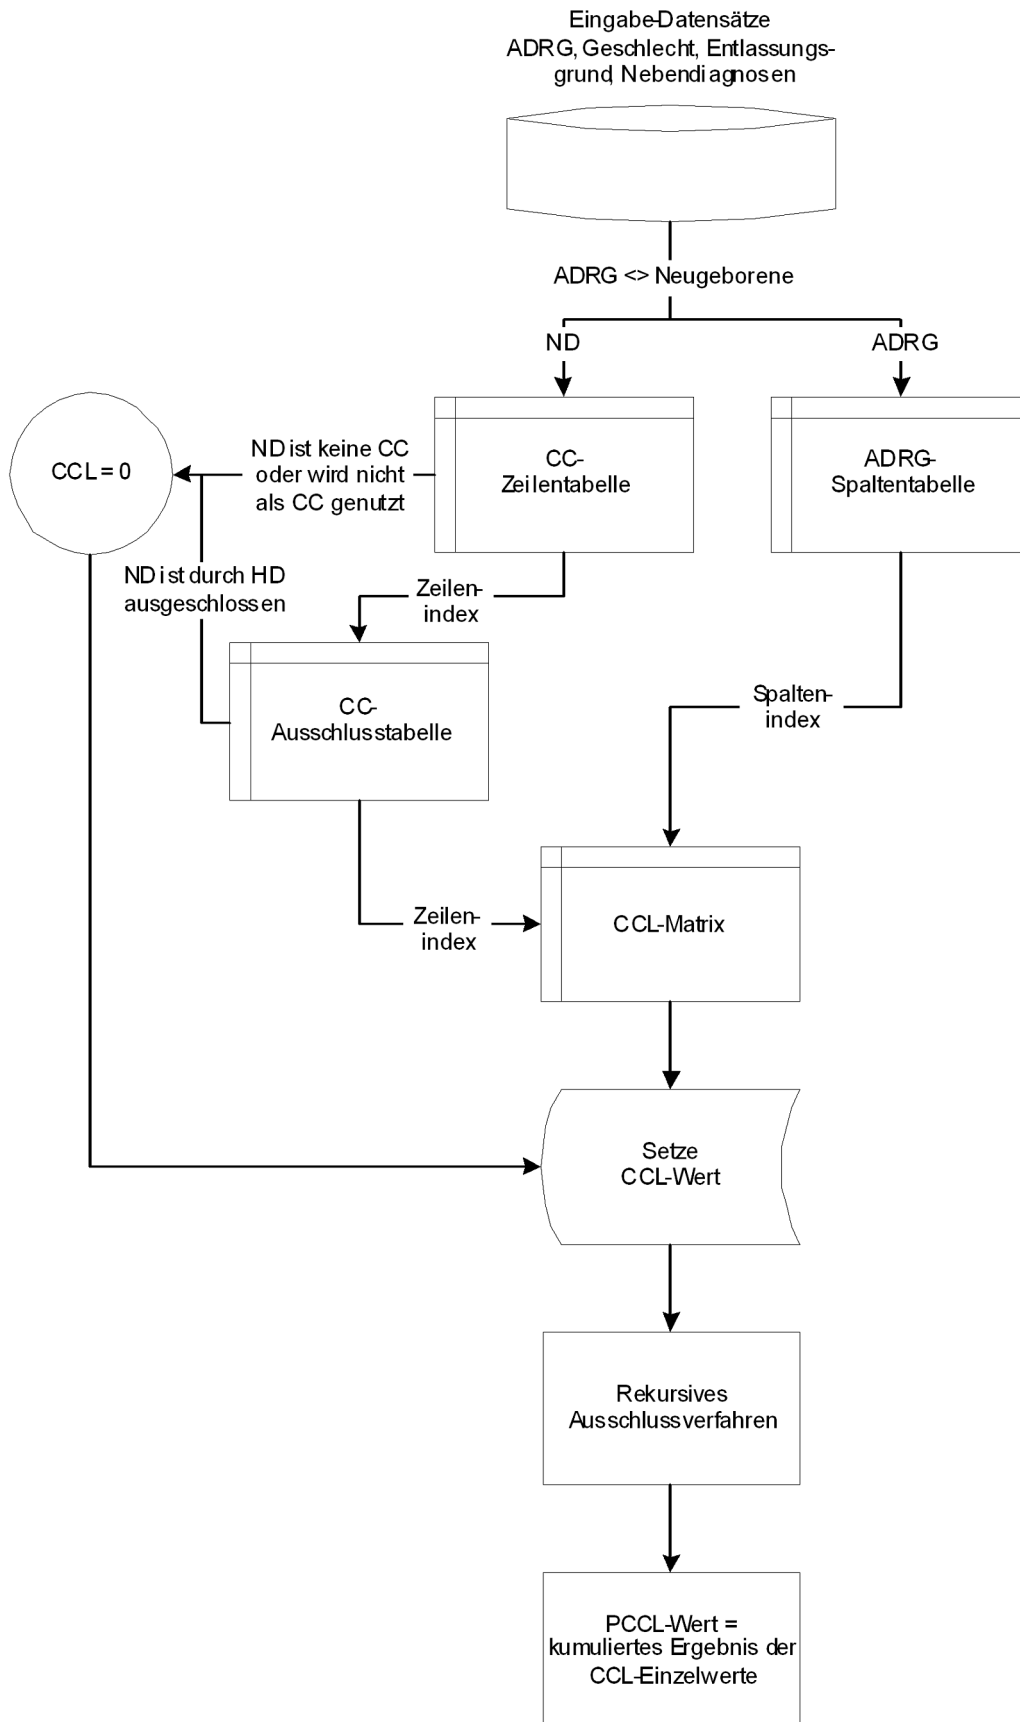 Eingabe-Datensätze
ADRG, Geschlecht, Entlassungs-
grund, Nebendiagnosen
ADRG <> Neugeborene
ND
ADRG
CC-
Zeilentabelle
ADRG-
Spaltentabelle
ND ist keine CC
oder wird nicht
als CC genutzt
CCL = 0
ND ist durch HD
ausgeschlossen
Zeilen-
index
CC-
Ausschlusstabelle
Spalten-
index
Zeilen-
index
CCL-Matrix
Setze
CCL-Wert
Rekursives
Ausschlussverfahren
PCCL-Wert =
kumuliertes Ergebnis der
CCL-Einzelwerte